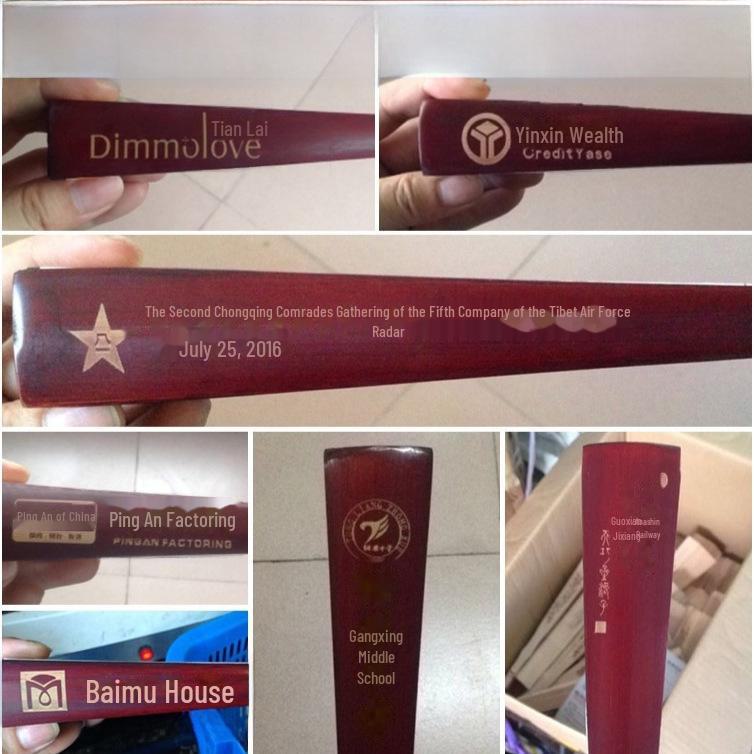 Tian Lai
Dimmolove
Yinxin Wealth
CreditYase
The Second Chongqing Comrades Gathering of the Fifth Company of the Tibet Air Force
Radar
July 25, 2016
Ping An of China
Ping An Factoring
PINGAN FACTORING
Baimu House
Gangxing
Middle
School
Guoxian
Jixiang
Railway